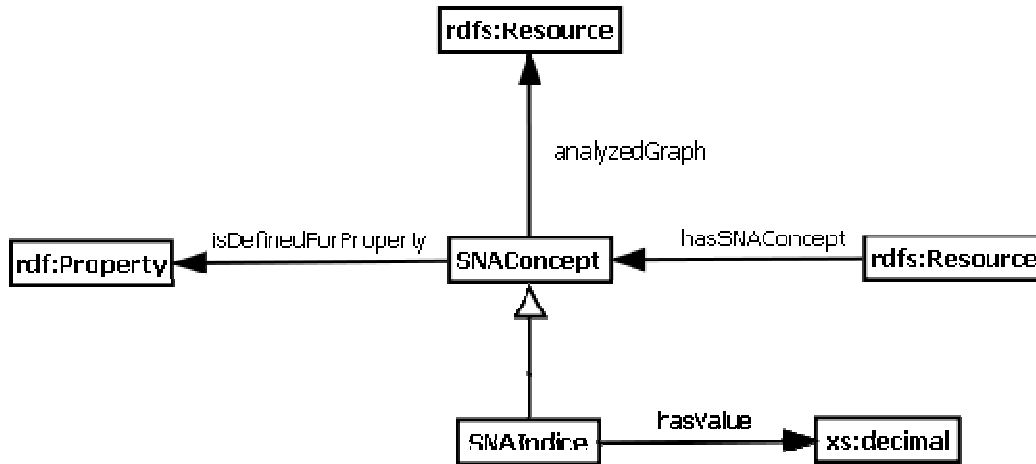 rdfs:Resource
analyzedGraph
isDefinedForProperty
hasSNAConcept
rdf:Property
SNAConcept
rdfs:Resource
hasValue
SNAIndice
xs:decimal